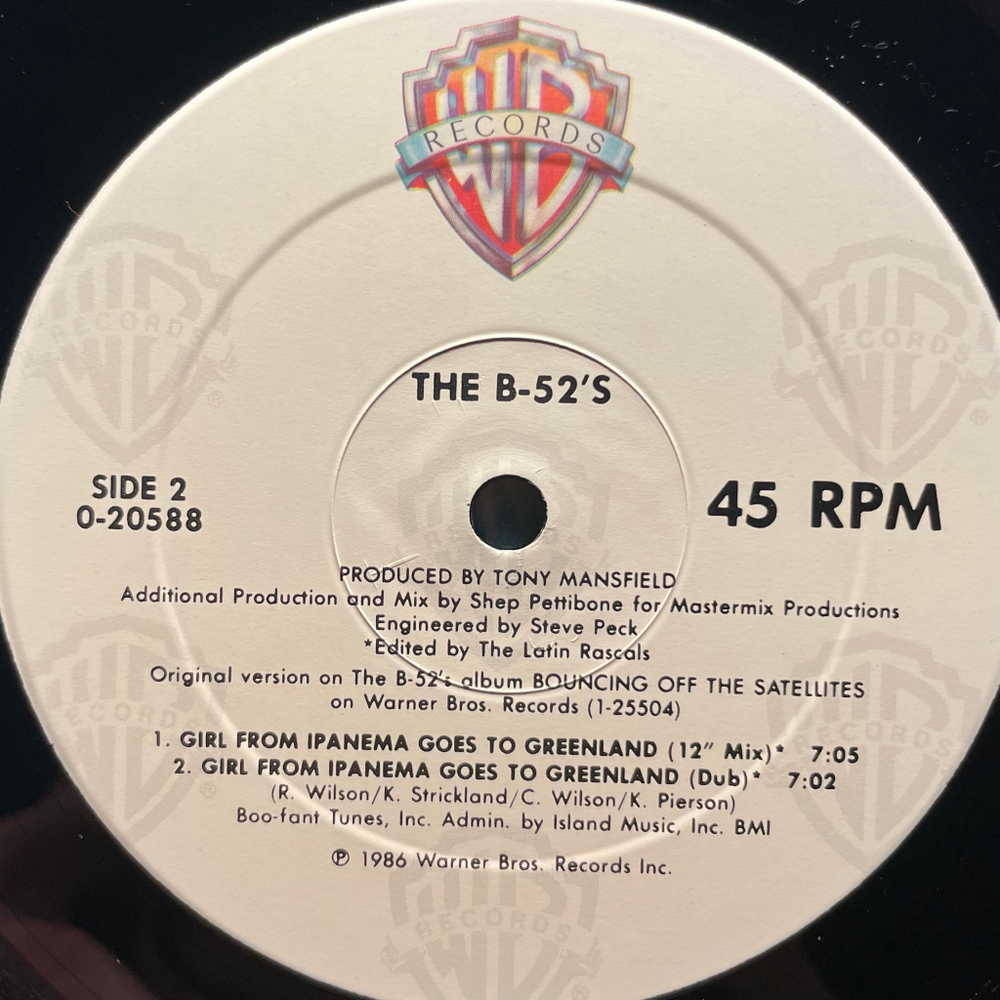 RECORDS
THE B-52'S
SIDE 2
0-20588
45 RPM
PRODUCED BY TONY MANSFIELD
Additional Production and Mix by Shep Pettibone for Mastermix Productions
Engineered by Steve Peck
*Edited by The Latin Rascals
Original version on The B-52's album BOUNCING OFF THE SATELLITES
on Warner Bros. Records (1-25504)
1. GIRL FROM IPANEMA GOES TO GREENLAND (12" Mix)* 7:05
2. GIRL FROM IPANEMA GOES TO GREENLAND (Dub)* 7:02
(R. Wilson/K. Strickland/C. Wilson/K. Pierson)
Boo-fant Tunes, Inc. Admin. by Island Music, Inc. BMI
℗ 1986 Warner Bros. Records Inc.